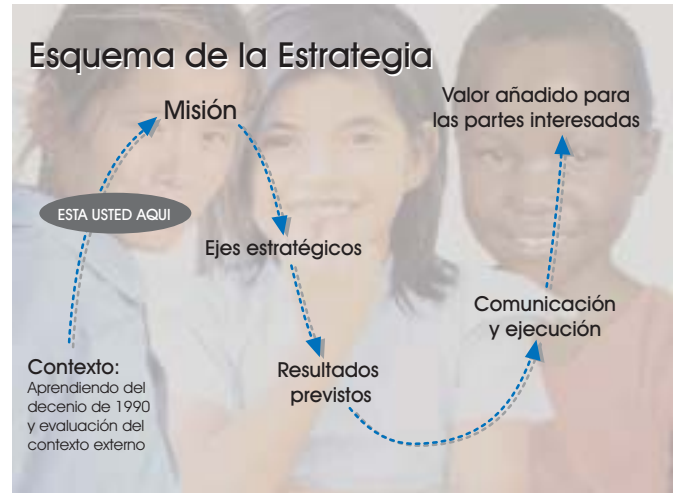 Esquema de la Estrategia
Misión
Valor añadido para
las partes interesadas
ESTA USTED AQUI
Ejes estratégicos
Comunicación
y ejecución
Contexto:
Aprendiendo del
decenio de 1990
y evaluación del
contexto externo
Resultados
previstos